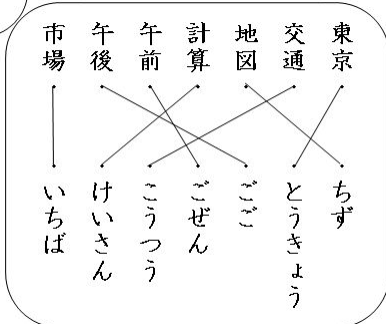 東京
交通
地図
計算
午前
午後
市場
ちず
とうきょう
ごご
ごぜん
こうつう
けいさん
いちば